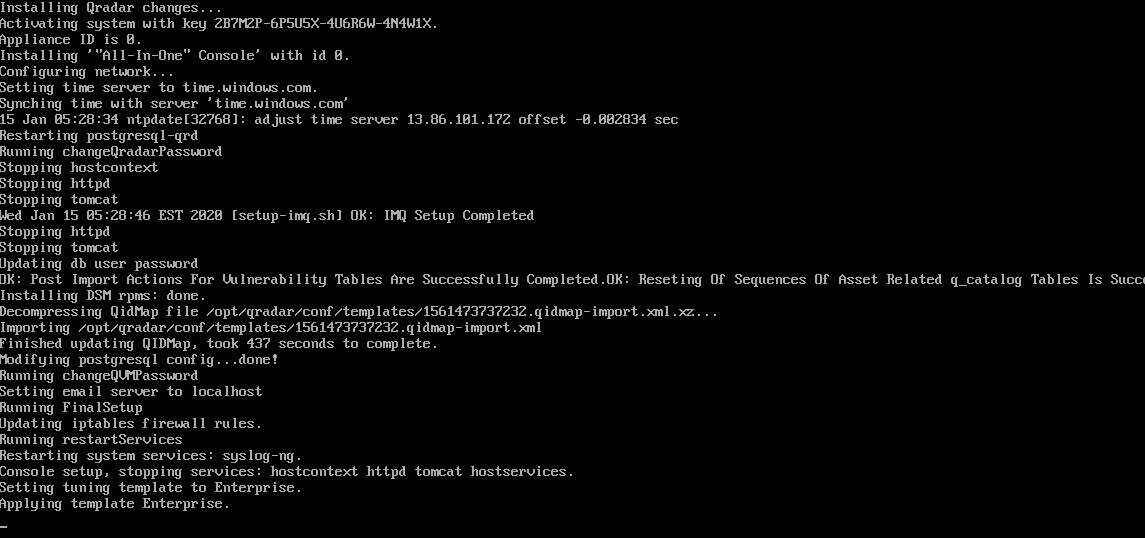 Installing Qradar changes...
Activating system with key 2B7M2P-6P5U5X-4U6R6W-4N4W1X.
Appliance ID is 0.
Installing '"All-In-One" Console' with id 0.
Configuring network...
Setting time server to time.windows.com.
Synching time with server 'time.windows.com'
15 Jan 05:28:34 ntpdate[32768]: adjust time server 13.86.101.172 offset -0.002834 sec
Restarting postgresql-qrd
Running changeQradarPassword
Stopping hostcontext
Stopping httpd
Stopping tomcat
Wed Jan 15 05:28:46 EST 2020 [setup-imq.sh] OK: IMQ Setup Completed
Stopping httpd
Stopping tomcat
Updating db user password
OK: Post Import Actions For Vulnerability Tables Are Successfully Completed.OK: Reseting Of Sequences Of Asset Related q_catalog Tables Is Succe
Installing DSM rpms: done.
Decompressing QidMap file /opt/qradar/conf/templates/1561473737232.qidmap-import.xml.xz...
Importing /opt/qradar/conf/templates/1561473737232.qidmap-import.xml
Finished updating QIDMap, took 437 seconds to complete.
Modifying postgresql config...done!
Running changeQVMPassword
Setting email server to localhost
Running FinalSetup
Updating iptables firewall rules.
Running restartServices
Restarting system services: syslog-ng.
Console setup, stopping services: hostcontext httpd tomcat hostservices.
Setting tuning template to Enterprise.
Applying template Enterprise.